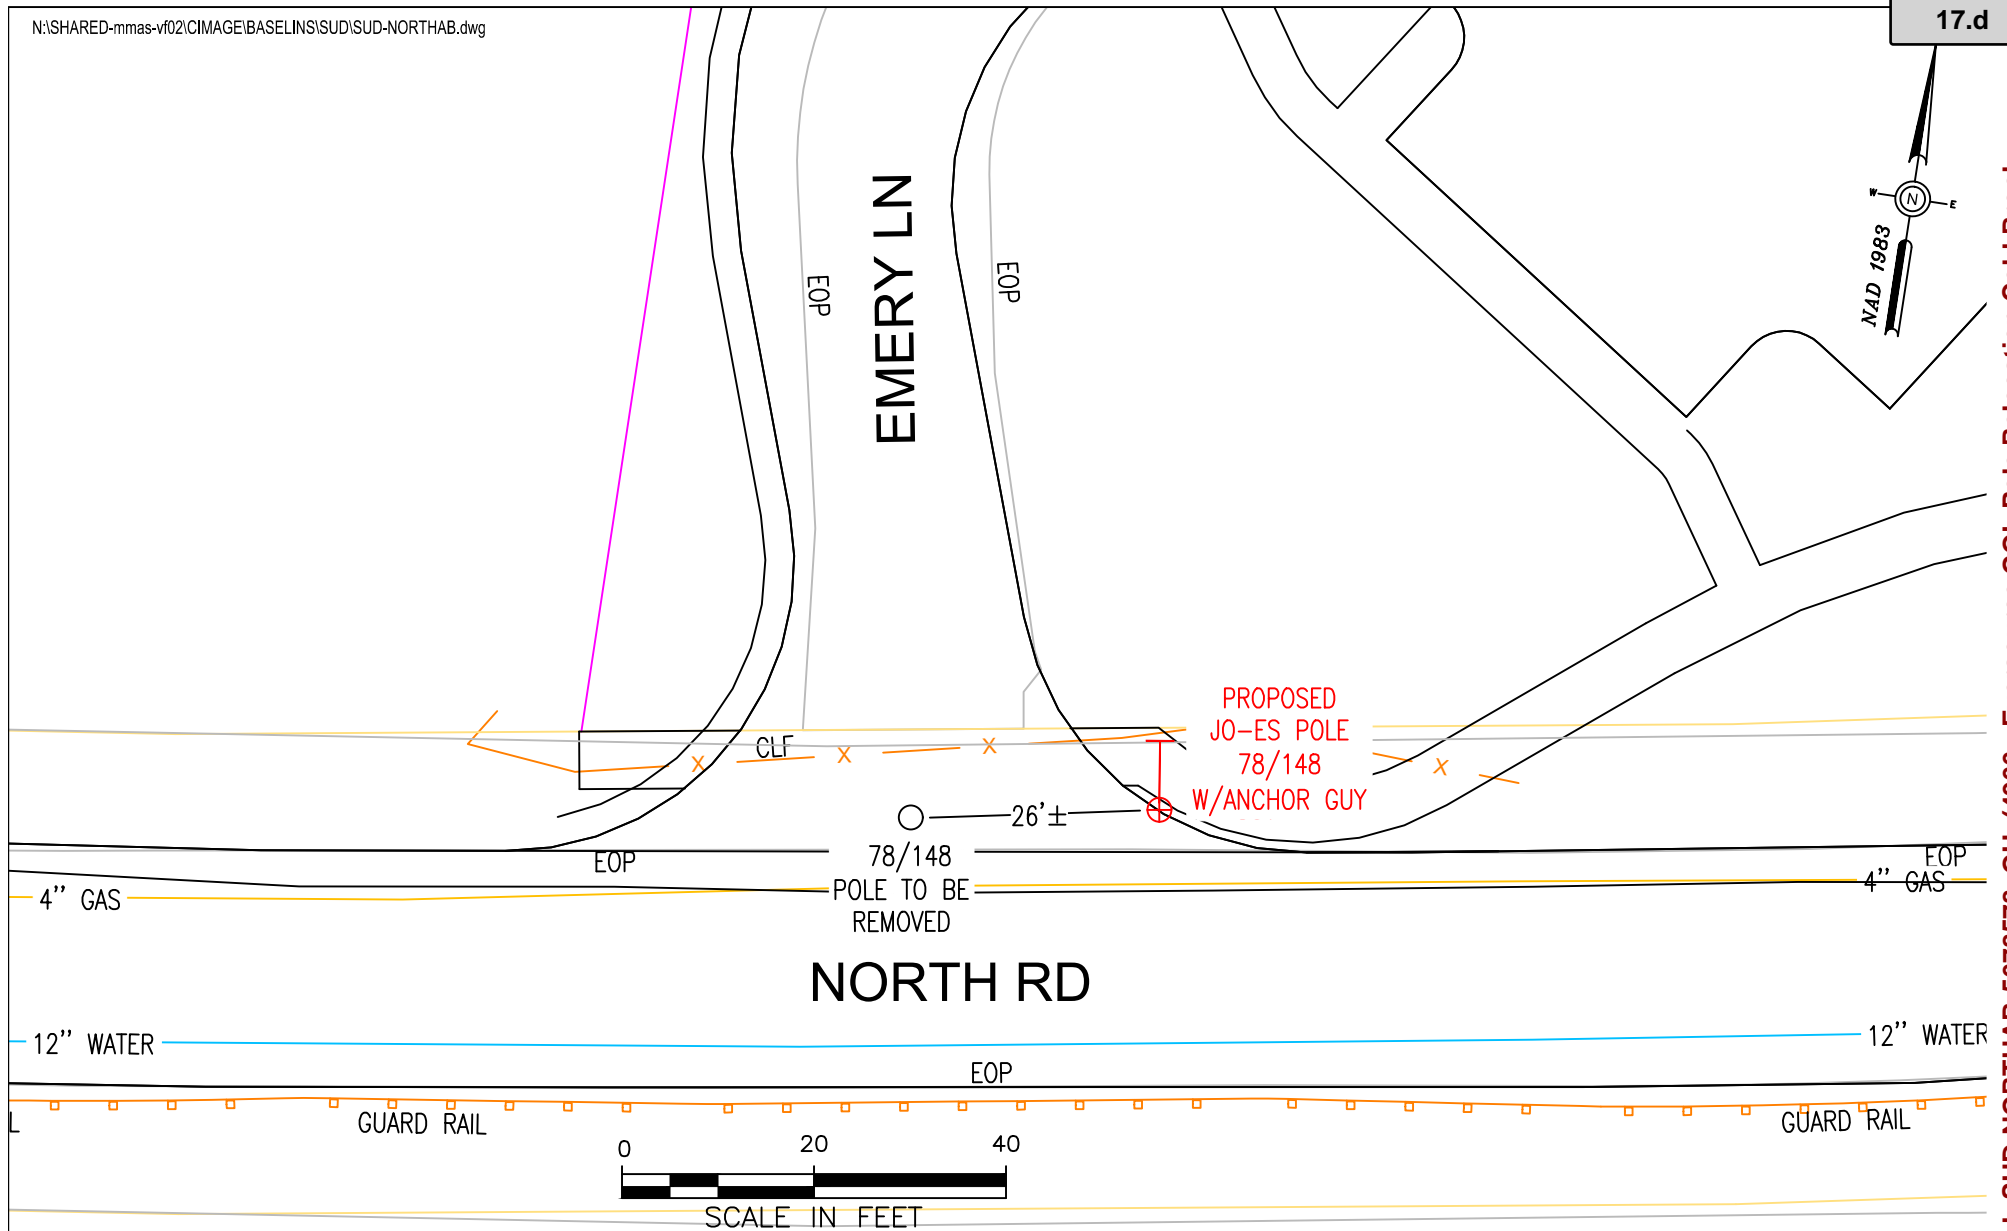 N:\SHARED-mmas-vf02\CIMAGE\BASELINS\SUD\SUD-NORTHAB.dwg
17.d
W
N
E
NAD 1983
EMERY LN
EOP
EOP
PROPOSED
JO-ES POLE
78/148
W/ANCHOR GUY
CLF
X
X
X
X
26'±
78/148
POLE TO BE
REMOVED
EOP
EOP
4'' GAS
4'' GAS
NORTH RD
12'' WATER
12'' WATER
EOP
L
GUARD RAIL
GUARD RAIL
0
20
40
SCALE IN FEET